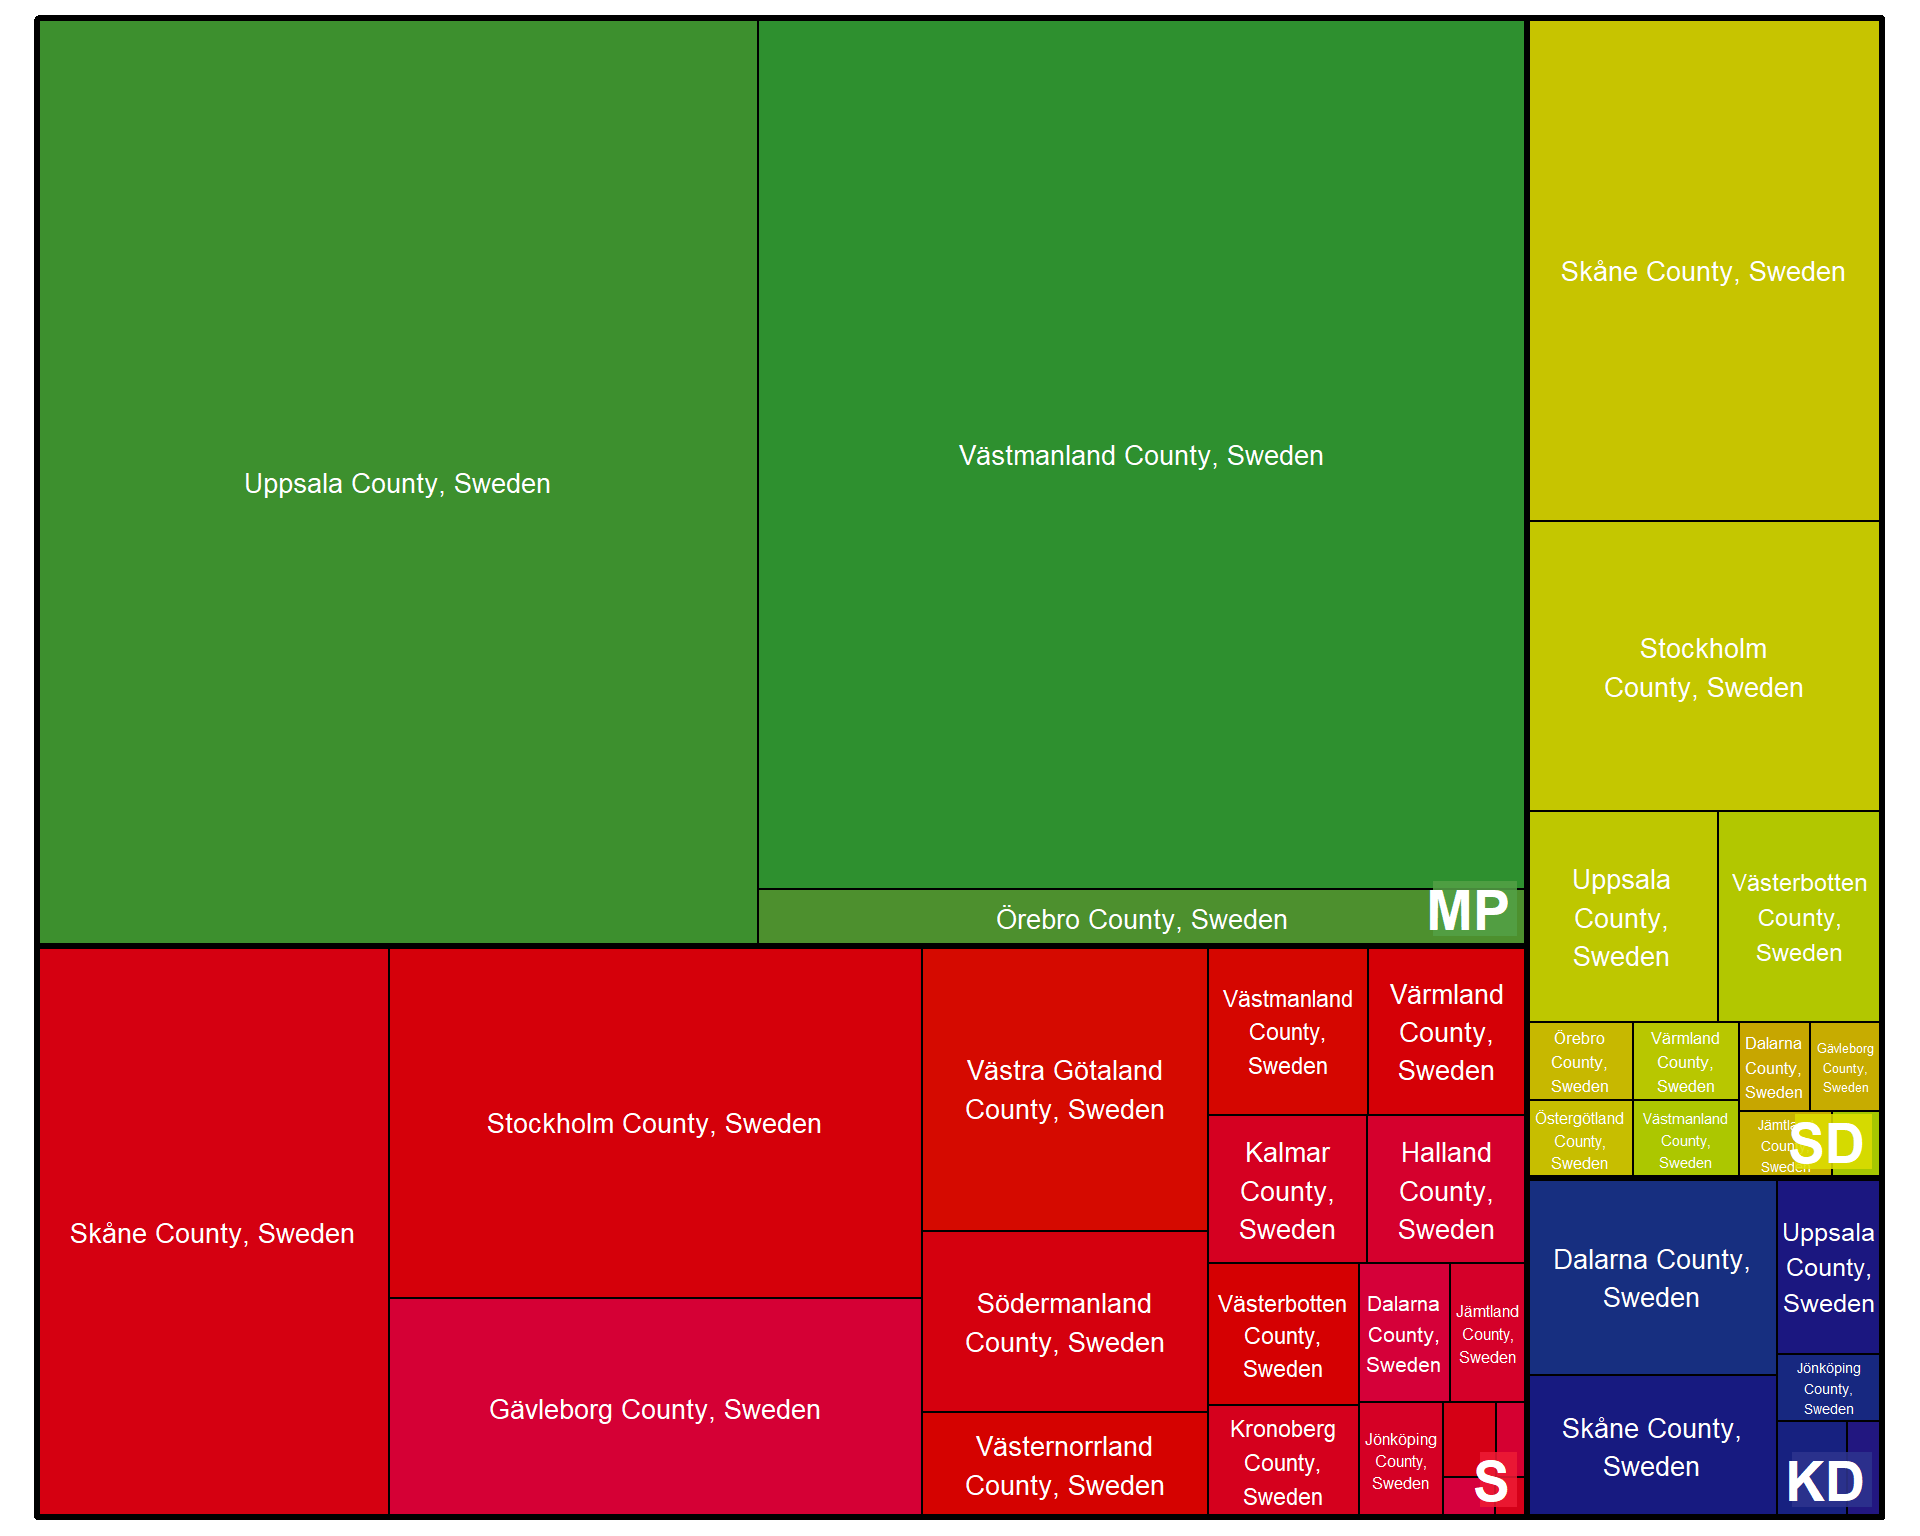 Uppsala County, Sweden
Västmanland County, Sweden
Örebro County, Sweden
MP
Skåne County, Sweden
Stockholm County, Sweden
Gävleborg County, Sweden
Västra Götaland
County, Sweden
Södermanland
County, Sweden
Västernorrland
County, Sweden
Västmanland
County,
Sweden
Värmland
County,
Sweden
Kalmar
County,
Sweden
Halland
County,
Sweden
Västerbotten
County,
Sweden
Dalarna
County,
Sweden
Jämtland
County,
Sweden
Kronoberg
County,
Sweden
Jönköping
County,
Sweden
S
Skåne County, Sweden
Stockholm
County, Sweden
Uppsala
County,
Sweden
Västerbotten
County,
Sweden
Örebro
County,
Sweden
Värmland
County,
Sweden
Dalarna
County,
Sweden
Gävleborg
County,
Sweden
Östergötland
County,
Sweden
Västmanland
County,
Sweden
Sweden
SD
Dalarna County,
Sweden
Uppsala
County,
Sweden
Jönköping
County,
Sweden
Skåne County,
Sweden
KD